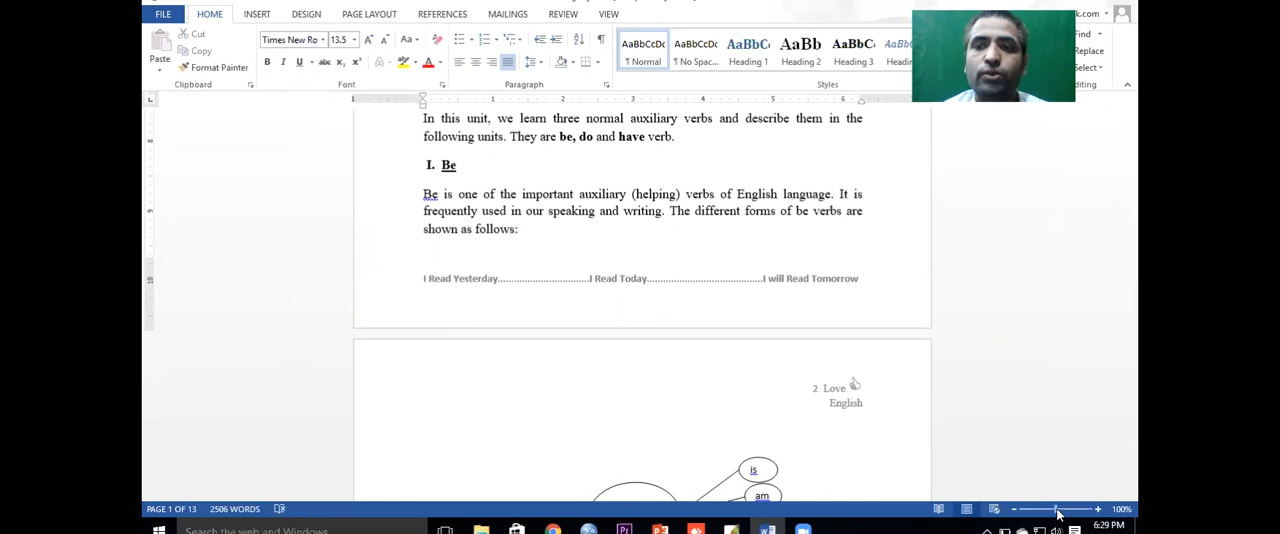 FILE HOME INSERT DESIGN PAGE LAYOUT REFERENCES MAILINGS REVIEW VIEW k.com
Cut
Copy
Format Painter
Paste
Clipboard
Times New Ro 13.5
Font
Paragraph
AaBbCcDc AaBbCcDc AaBbC AaBb AaBbC
¶ Normal ¶ No Spac... Heading 1 Heading 2 Heading 3
Styles
Find
Replace
Select
In this unit, we learn three normal auxiliary verbs and describe them in the
following units. They are be, do and have verb.
I. Be
Be is one of the important auxiliary (helping) verbs of English language. It is
frequently used in our speaking and writing. The different forms of be verbs are
shown as follows:
I Read Yesterday..................................I Read Today...........................................I will Read Tomorrow
2 Love
English
is
am
PAGE 1 OF 13 2506 WORDS 100%
Search the web and Windows 6:29 PM